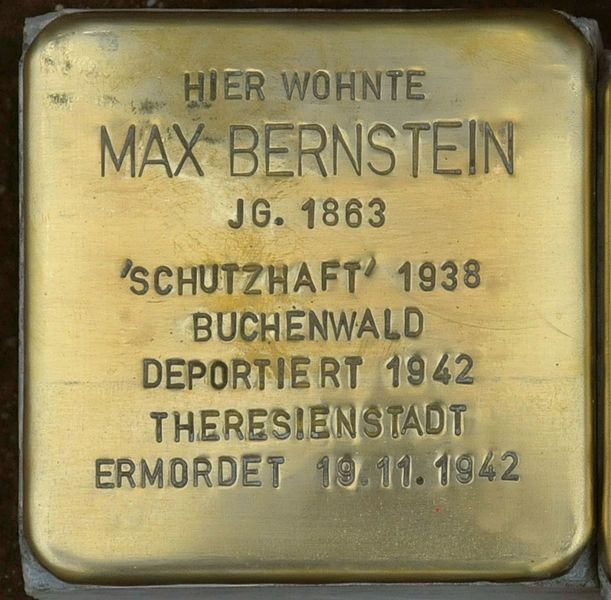 HIER WOHNTE
MAX BERNSTEIN
JG. 1863
'SCHUTZHAFT' 1938
BUCHENWALD
DEPORTIERT 1942
THERESIENSTADT
ERMORDET 19.11.1942